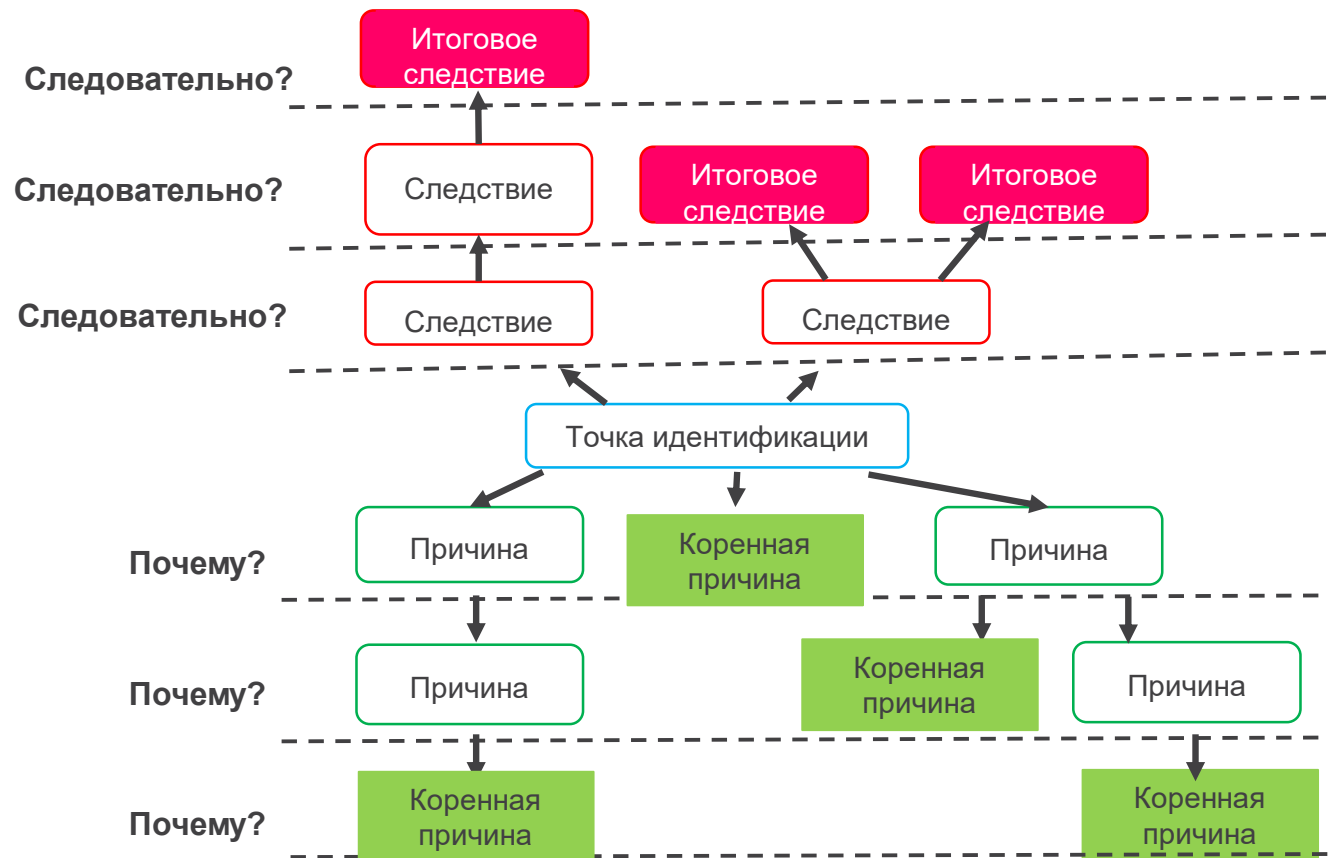 Итоговое
следствие
Следовательно?
Следствие
Итоговое
следствие
Итоговое
следствие
Следовательно?
Следствие
Следствие
Следовательно?
Точка идентификации
Причина
Коренная
причина
Причина
Почему?
Причина
Коренная
причина
Причина
Почему?
Коренная
причина
Коренная
причина
Почему?